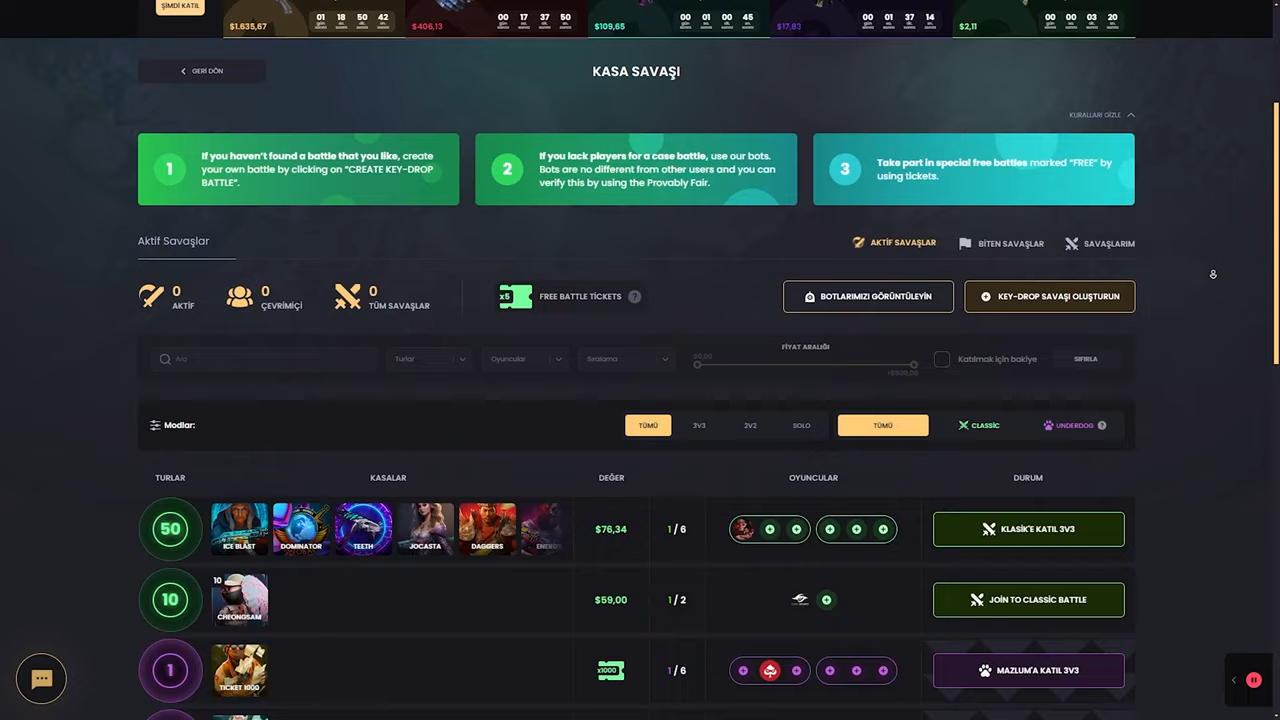 ŞİMDİ KATIL
$1.635,67
01 18 50 42
$406,13
00 17 37 50
$109,65
00 01 00 45
$17,83
00 01 37 14
$2,11
00 00 03 20
GERİ DÖN
KASA SAVAŞI
KURALLARI GİZLE
1
If you haven't found a battle that you like, create
your own battle by clicking on "CREATE KEY-DROP
BATTLE".
2
If you lack players for a case battle, use our bots.
Bots are no different from other users and you can
verify this by using the Provably Fair.
3
Take part in special free battles marked "FREE" by
using tickets.
Aktif Savaşlar
AKTİF SAVAŞLAR
BİTEN SAVAŞLAR
SAVAŞLARIM
0
AKTİF
0
ÇEVRİMİÇİ
0
TÜM SAVAŞLAR
x5
FREE BATTLE TICKETS ?
BOTLARIMIZI GÖRÜNTÜLEYİN
KEY-DROP SAVAŞI OLUŞTURUN
Ara
Turlar
Oyuncular
Sıralama
FİYAT ARALIĞI
Katılmak için bakiye
SIFIRLA
Modlar:
TÜMÜ
3V3
2V2
SOLO
TÜMÜ
CLASSIC
UNDERDOG ?
TURLAR
KASALAR
DEĞER
OYUNCULAR
DURUM
50
ICE BLAST
DOMINATOR
TEETH
JOCASTA
DAGGERS
$76,34
1 / 6
KLASİK'E KATIL 3V3
10
10
CHEONGSAM
$59,00
1 / 2
JOIN TO CLASSIC BATTLE
1
TICKET 1000
x1000
1 / 6
MAZLUM'A KATIL 3V3